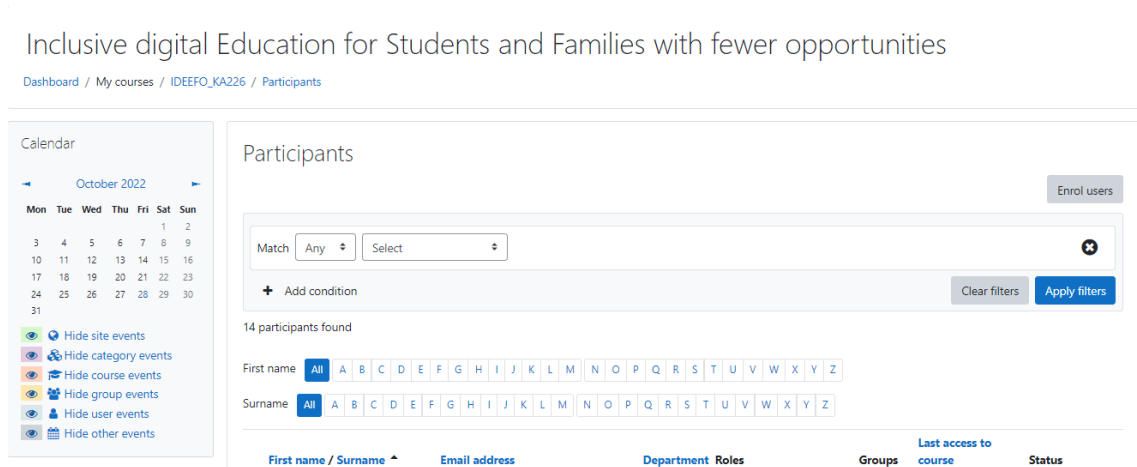 Inclusive digital Education for Students and Families with fewer opportunities
Dashboard / My courses / IDEEFO_KA226 / Participants
Calendar
◄ October 2022 ►
Mon Tue Wed Thu Fri Sat Sun
1 2
3 4 5 6 7 8 9
10 11 12 13 14 15 16
17 18 19 20 21 22 23
24 25 26 27 28 29 30
31
Hide site events
Hide category events
Hide course events
Hide group events
Hide user events
Hide other events
Participants
Enrol users
Match Any Select
Add condition
Clear filters Apply filters
14 participants found
First name All A B C D E F G H I J K L M N O P Q R S T U V W X Y Z
Surname All A B C D E F G H I J K L M N O P Q R S T U V W X Y Z
First name / Surname Email address Department Roles Groups Last access to course Status